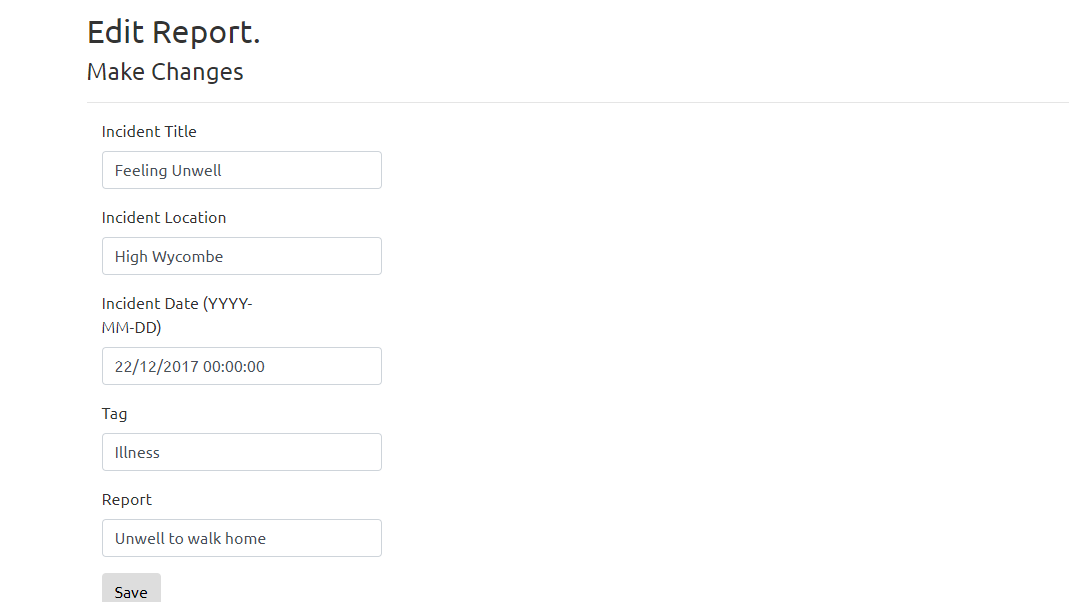 Edit Report.
Make Changes
Incident Title
Feeling Unwell
Incident Location
High Wycombe
Incident Date (YYYY-
MM-DD)
22/12/2017 00:00:00
Tag
Illness
Report
Unwell to walk home
Save